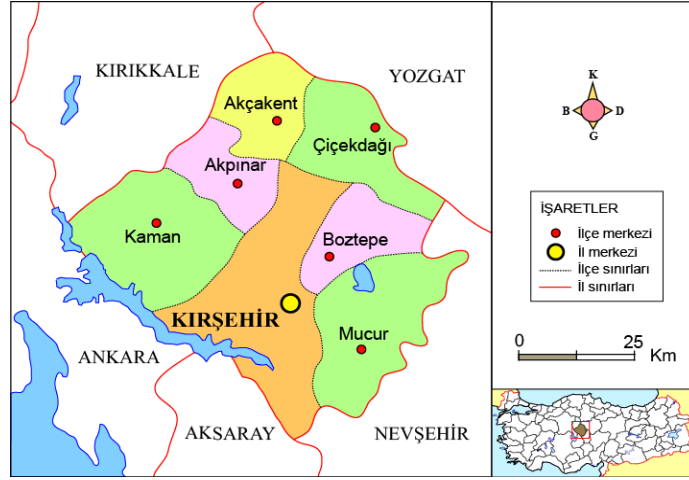 KIRIKKALE
YOZGAT
Akçakent
Çiçekdağı
Akpınar
Kaman
Boztepe
KIRŞEHİR
Mucur
ANKARA
AKSARAY
NEVŞEHİR
K
B
D
G
İŞARETLER
İlçe merkezi
İl merkezi
İlçe sınırları
İl sınırları
0 25
Km